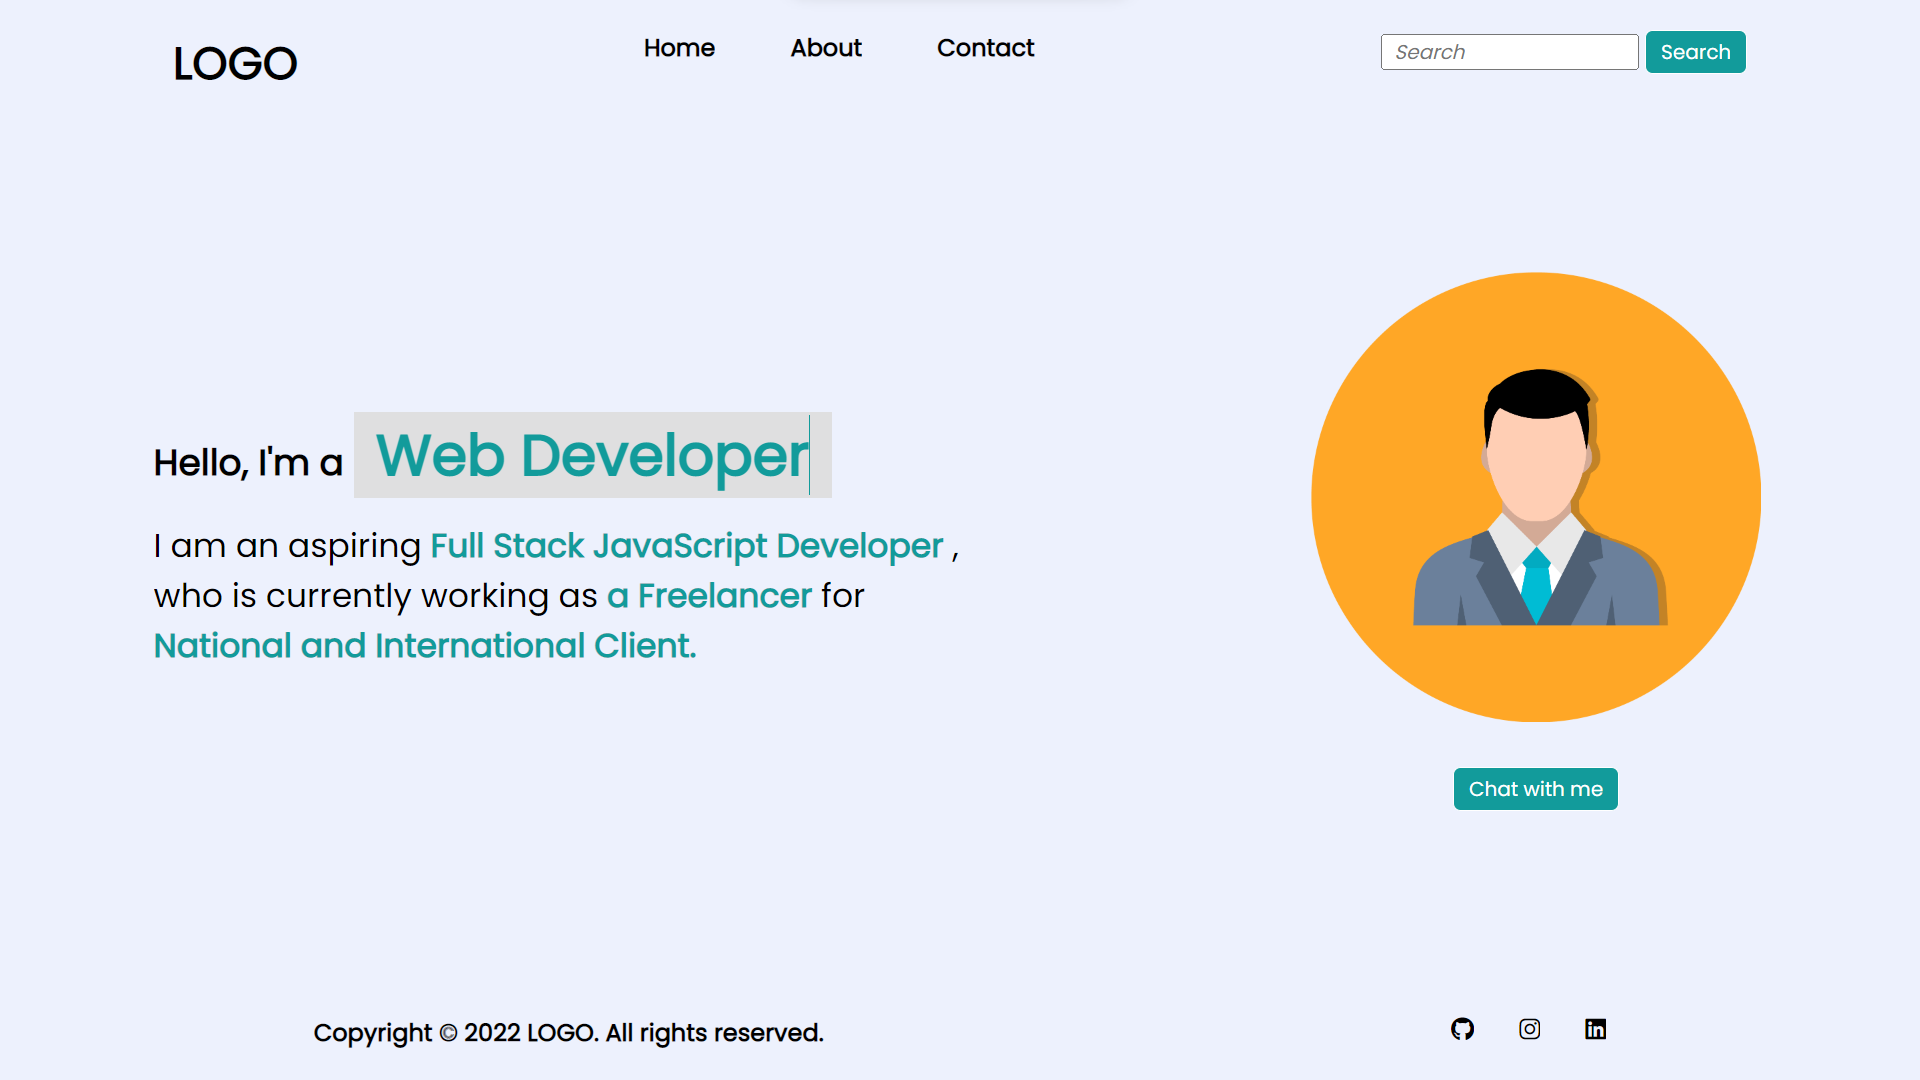 LOGO
Home
About
Contact
Search
Search
Hello, I'm a Web Developer
I am an aspiring Full Stack JavaScript Developer ,
who is currently working as a Freelancer for
National and International Client.
Chat with me
Copyright © 2022 LOGO. All rights reserved.
in